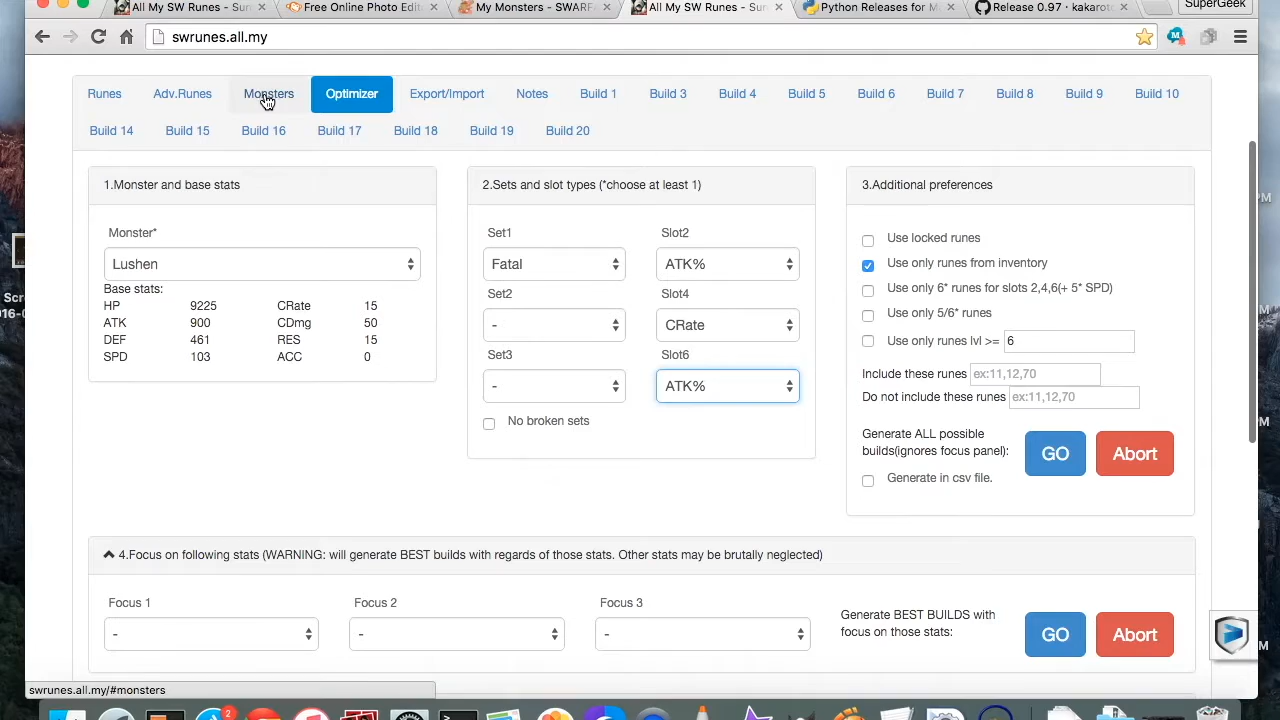 All My SW Runes - Sun
Free Online Photo Edit
My Monsters - SWARF
All My SW Runes - Sun
Python Releases for M
Release 0.97 · kakarot
SuperGeek
swrunes.all.my
Runes Adv.Runes Monsters Optimizer Export/Import Notes Build 1 Build 3 Build 4 Build 5 Build 6 Build 7 Build 8 Build 9 Build 10
Build 14 Build 15 Build 16 Build 17 Build 18 Build 19 Build 20
1.Monster and base stats
Monster*
Lushen
Base stats:
HP 9225 CRate 15
ATK 900 CDmg 50
DEF 461 RES 15
SPD 103 ACC 0
2.Sets and slot types (*choose at least 1)
Set1 Slot2
Fatal ATK%
Set2 Slot4
- CRate
Set3 Slot6
- ATK%
No broken sets
3.Additional preferences
Use locked runes
Use only runes from inventory
Use only 6* runes for slots 2,4,6(+ 5* SPD)
Use only 5/6* runes
Use only runes lvl >= 6
Include these runes ex:11,12,70
Do not include these runes ex:11,12,70
Generate ALL possible
builds(ignores focus panel):
GO Abort
Generate in csv file.
4.Focus on following stats (WARNING: will generate BEST builds with regards of those stats. Other stats may be brutally neglected)
Focus 1 Focus 2 Focus 3
- - -
Generate BEST BUILDS with
focus on those stats:
GO Abort
swrunes.all.my/#monsters
2